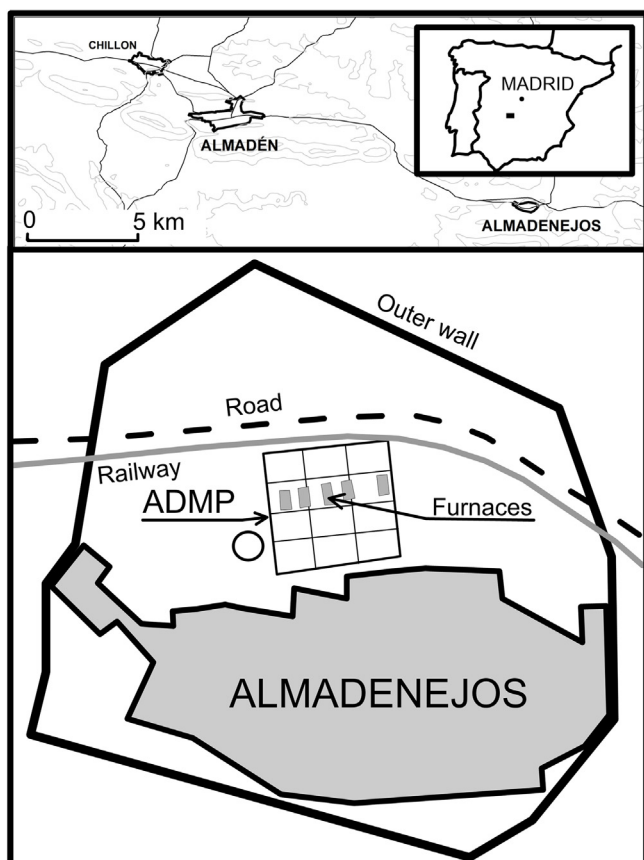 CHILLON
ALMADÉN
MADRID
0 5 km
ALMADENEJOS
Outer wall
Road
Railway
ADMP
Furnaces
ALMADENEJOS